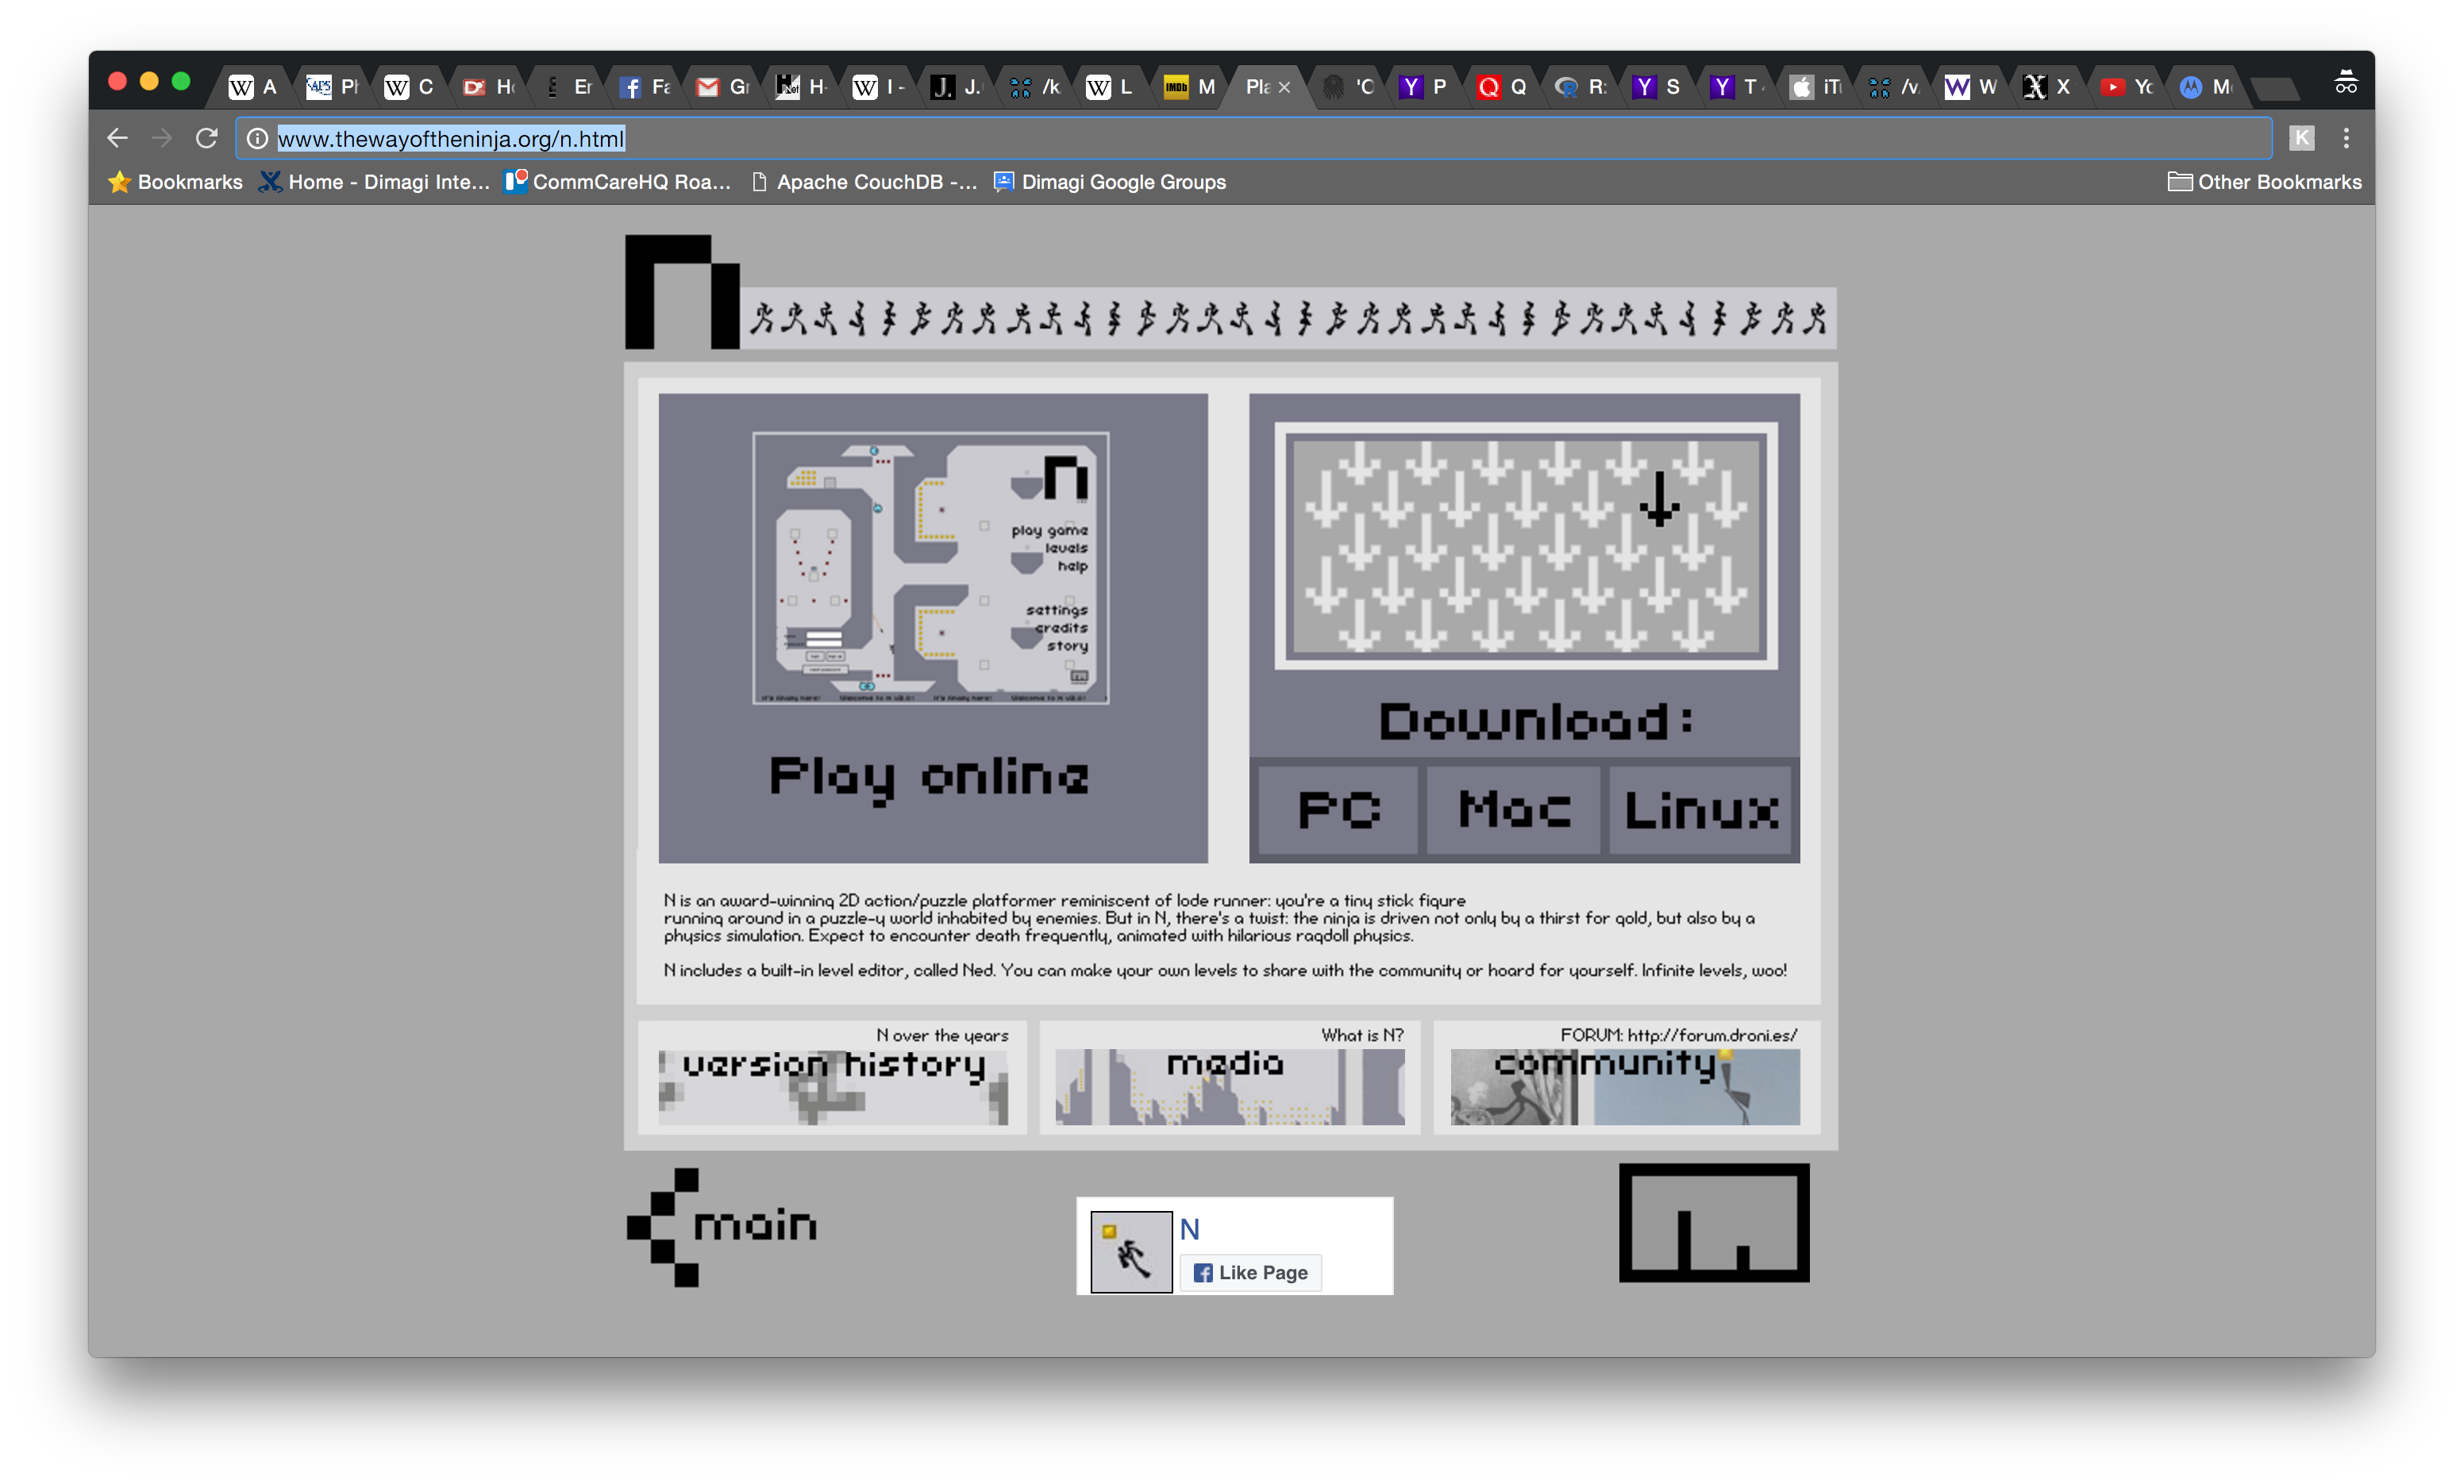 A
Ph
C
Ho
Er
Fa
Gr
H-
I -
J.
/k
L
M
Pla
'O
P
Q
R:
S
T
iTu
/v
W
X
Yo
Mo
www.thewayoftheninja.org/n.html
K
Bookmarks
Home - Dimagi Inte...
CommCareHQ Roa...
Apache CouchDB -...
Dimagi Google Groups
Other Bookmarks
n
play game
levels
help
settings
credits
story
Play online
Download:
PC
Mac
Linux
N is an award-winning 2D action/puzzle platformer reminiscent of lode runner: you're a tiny stick figure
running around in a puzzle-y world inhabited by enemies. But in N, there's a twist: the ninja is driven not only by a thirst for gold, but also by a
physics simulation. Expect to encounter death frequently, animated with hilarious ragdoll physics.
N includes a built-in level editor, called Ned. You can make your own levels to share with the community or hoard for yourself. Infinite levels, woo!
N over the years
version history
What is N?
media
FORUM: http://forum.droni.es/
community
main
N
Like Page